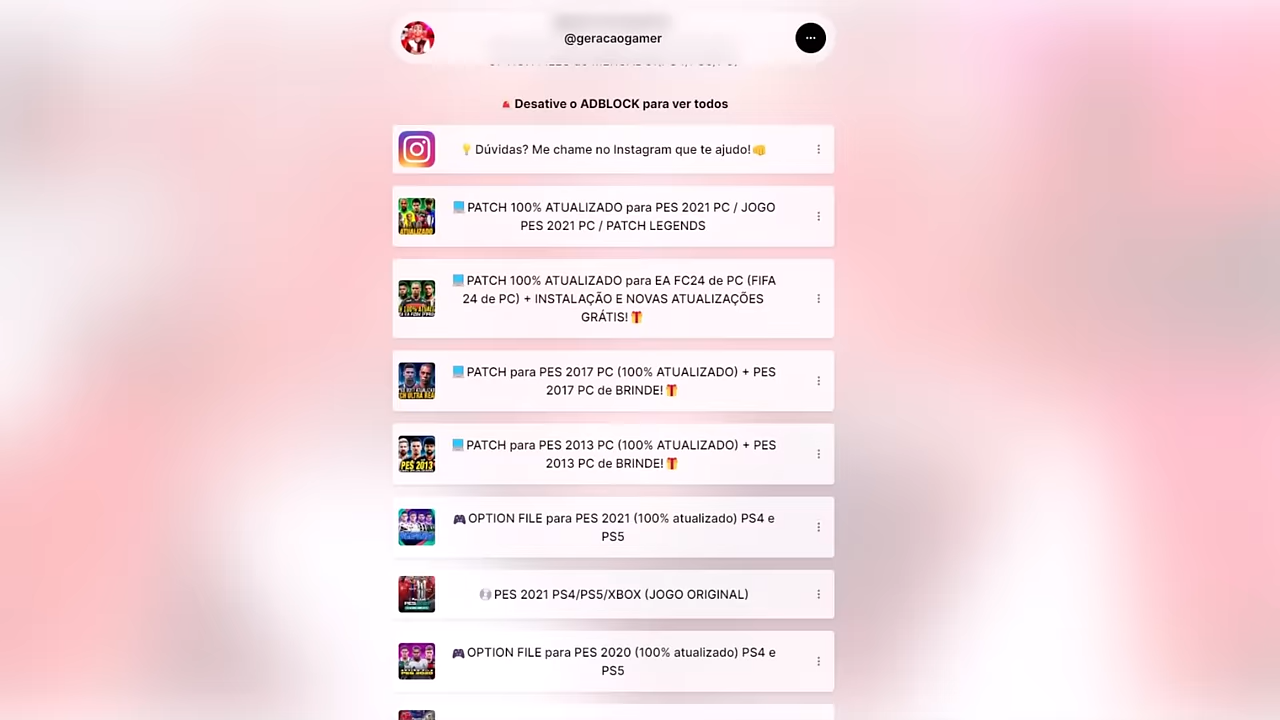 @geracaogamer
Desative o ADBLOCK para ver todos
Dúvidas? Me chame no Instagram que te ajudo!
PATCH 100% ATUALIZADO para PES 2021 PC / JOGO
PES 2021 PC / PATCH LEGENDS
PATCH 100% ATUALIZADO para EA FC24 de PC (FIFA
24 de PC) + INSTALAÇÃO E NOVAS ATUALIZAÇÕES
GRÁTIS!
PATCH para PES 2017 PC (100% ATUALIZADO) + PES
2017 PC de BRINDE!
PATCH para PES 2013 PC (100% ATUALIZADO) + PES
2013 PC de BRINDE!
PES 2013
OPTION FILE para PES 2021 (100% atualizado) PS4 e
PS5
PES 2021 PS4/PS5/XBOX (JOGO ORIGINAL)
OPTION FILE para PES 2020 (100% atualizado) PS4 e
PS5